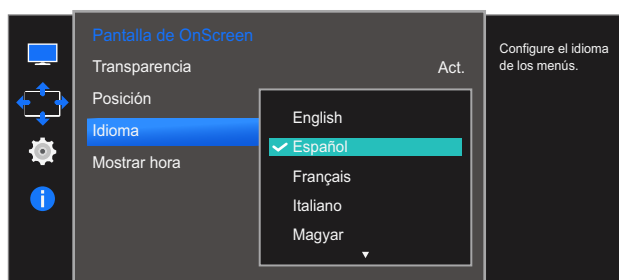 Pantalla de OnScreen
Transparencia Act.
Posición
Idioma
Mostrar hora
English
Español
Français
Italiano
Magyar
Configure el idioma
de los menús.